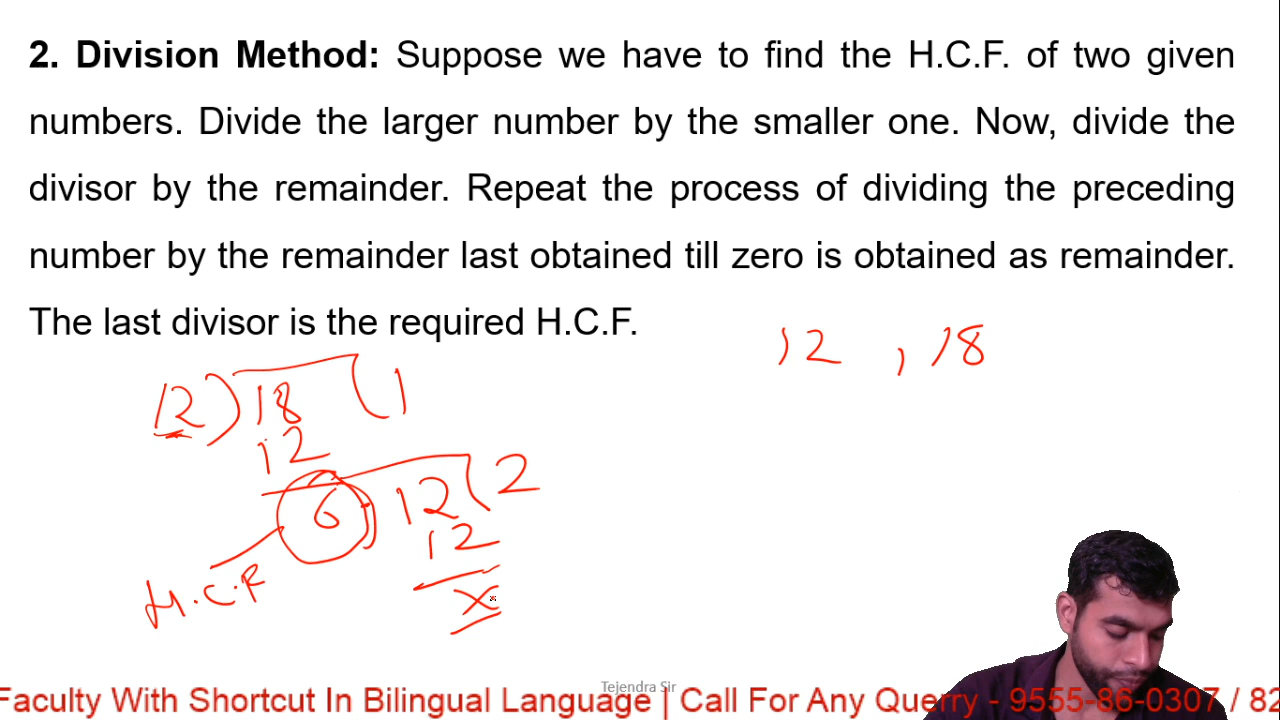 2. Division Method: Suppose we have to find the H.C.F. of two given
numbers. Divide the larger number by the smaller one. Now, divide the
divisor by the remainder. Repeat the process of dividing the preceding
number by the remainder last obtained till zero is obtained as remainder.
The last divisor is the required H.C.F.
12 , 18
12) 18 (1
12
6) 12 (2
12
x
H.C.F
Tejendra Sir
Faculty With Shortcut In Bilingual Language | Call For Any Querry - 9555-86-0307 / 82